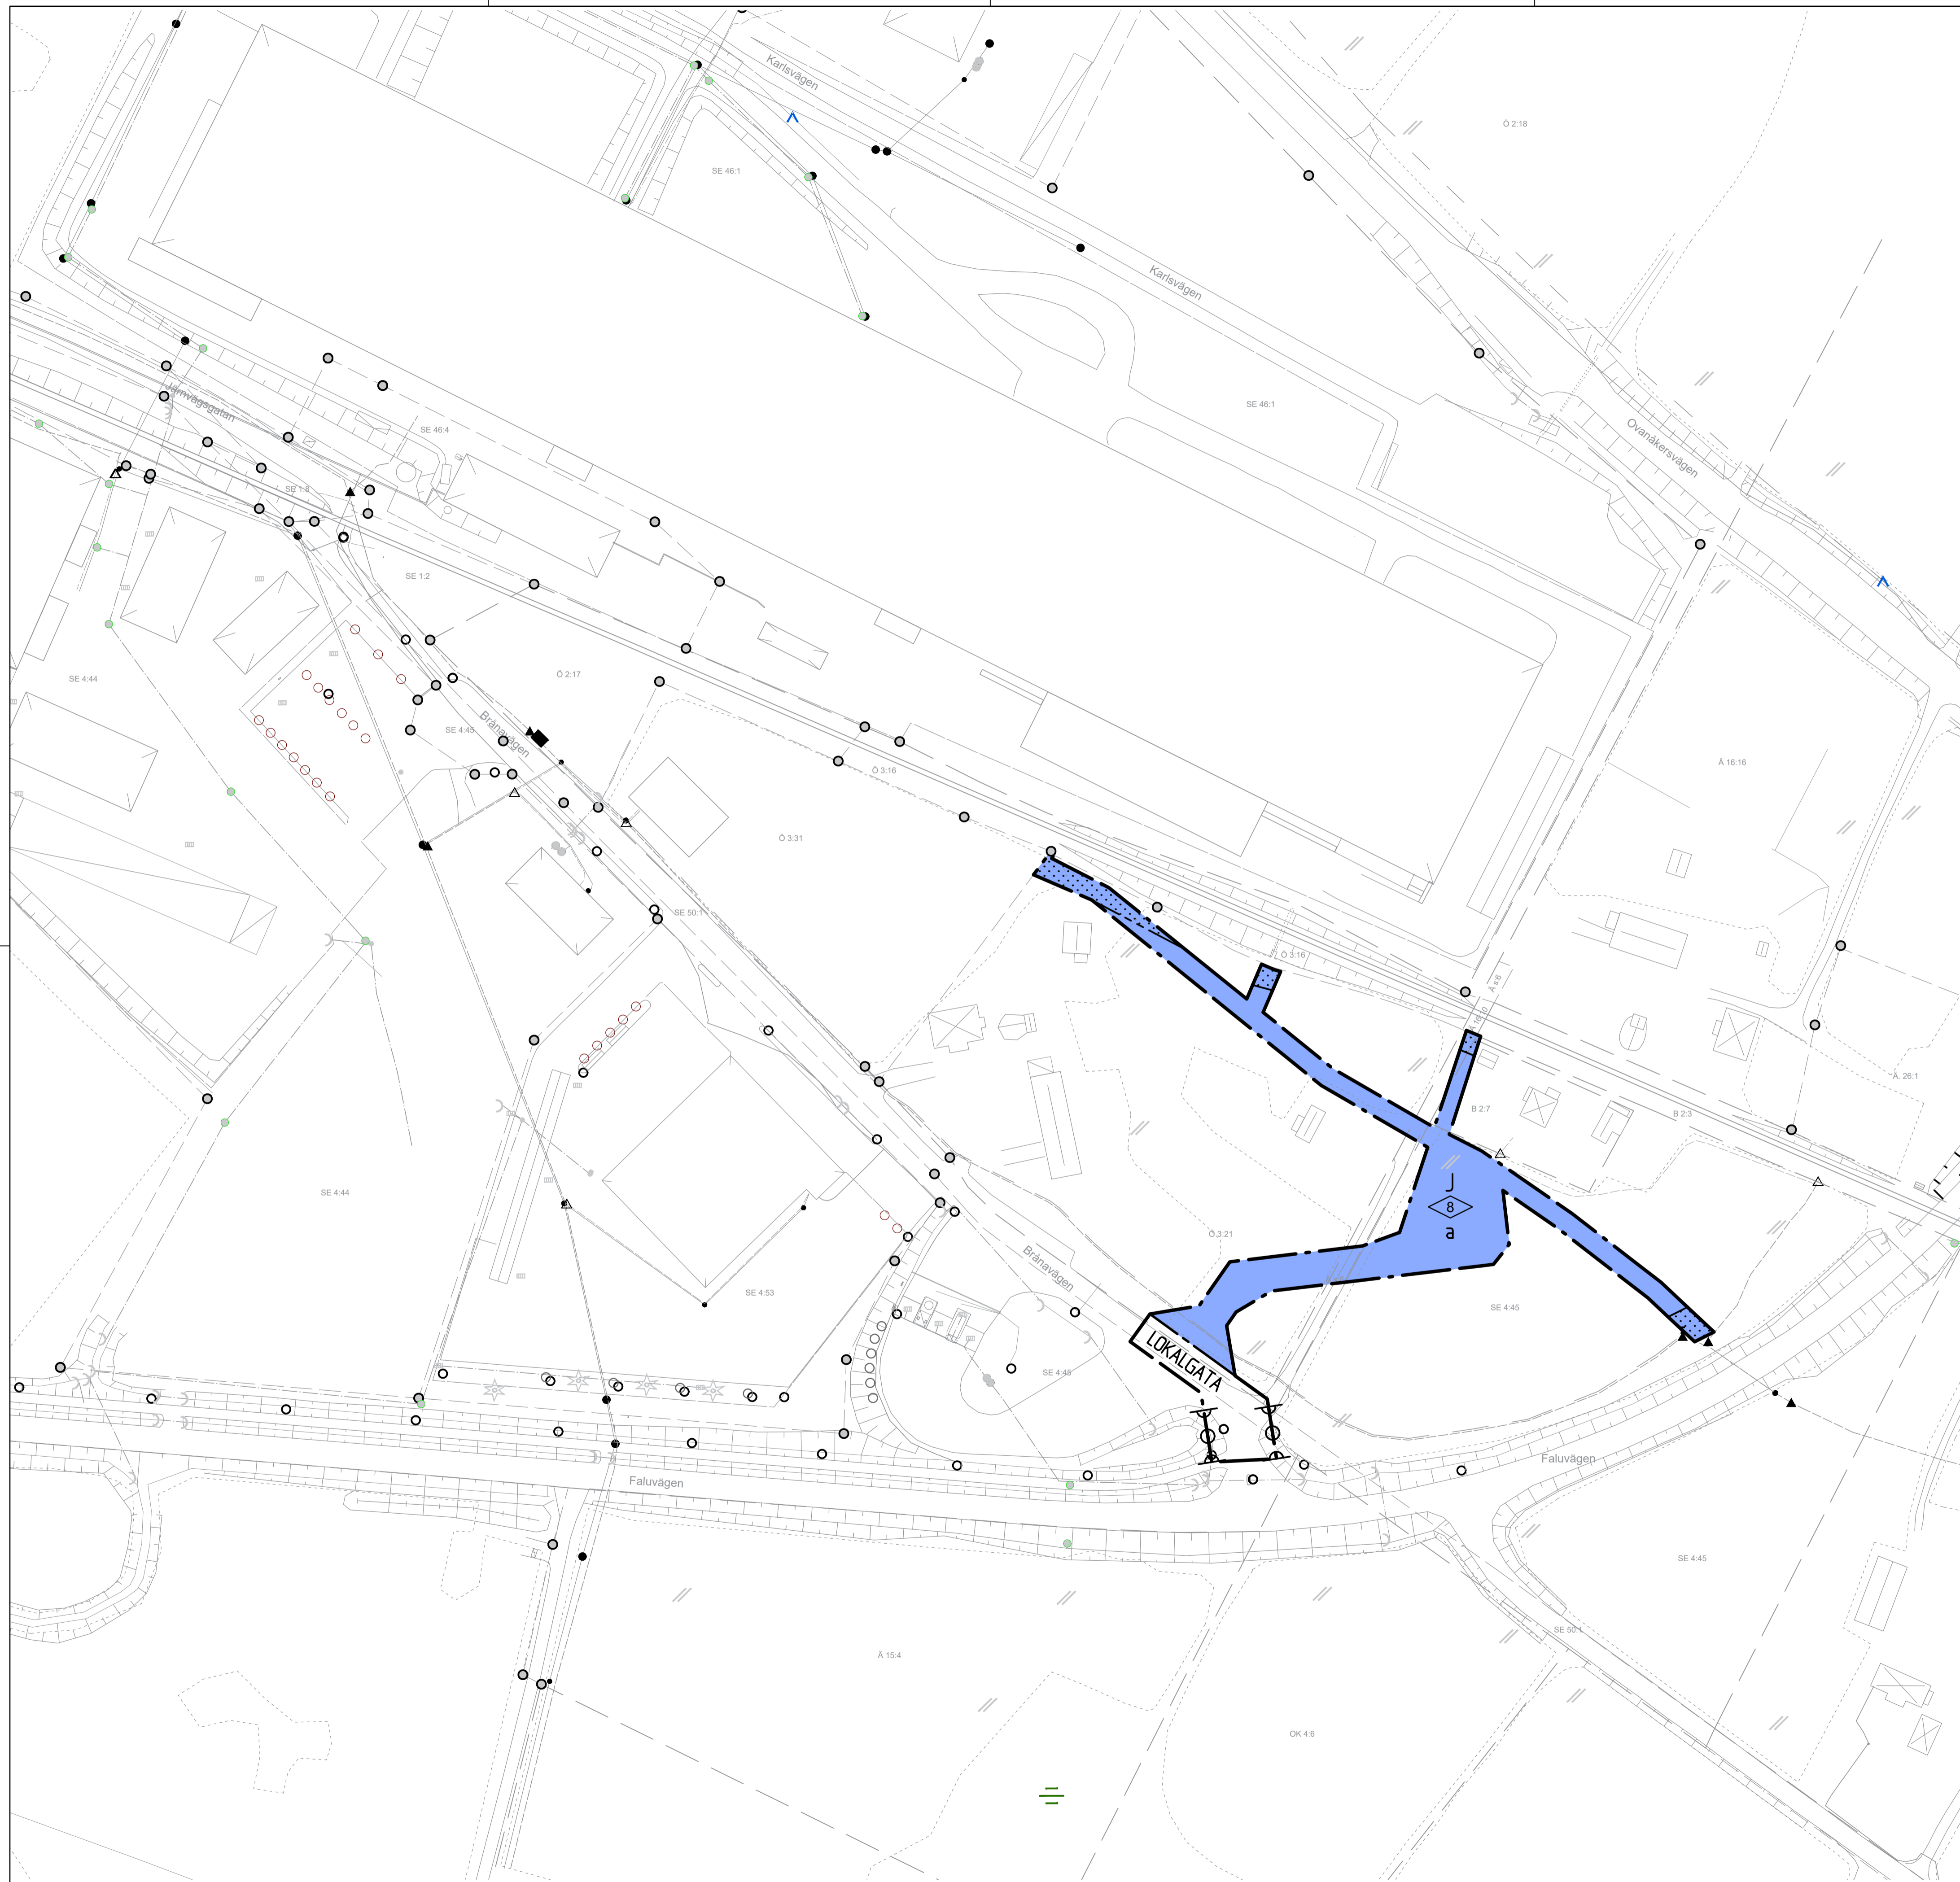 Karlsvägen
Ö 2:18
SE 46:1
Karlsvägen
Järnvägsgatan
SE 46:4
SE 46:1
Ovanåkersvägen
SE 1:8
SE 1:2
SE 4:44
Ö 2:17
SE 4:45
Brånavägen
Ö 3:16
Å 16:16
Ö 3:31
SE 50:1
Ö 3:16
Å s:6
Å. 26:1
B 2:7
B 2:3
J
8
a
SE 4:44
Ö 3:21
Brånavägen
SE 4:53
SE 4:45
LOKALGATA
SE 4:45
Faluvägen
Faluvägen
SE 4:45
SE 50:1
Å 15:4
OK 4:6